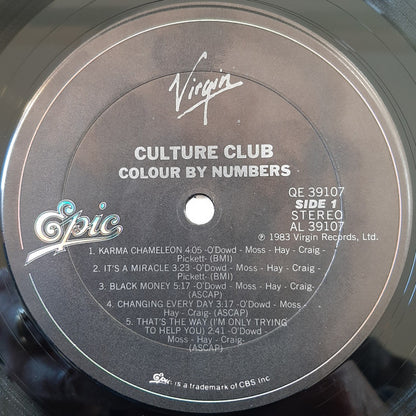 Virgin
CULTURE CLUB
COLOUR BY NUMBERS
QE 39107
SIDE 1
STEREO
AL 39107
℗ 1983 Virgin Records, Ltd.
Epic
1. KARMA CHAMELEON 4:05 -O'Dowd - Moss - Hay - Craig -
Pickett- (BMI)
2. IT'S A MIRACLE 3:23 -O'Dowd - Moss - Hay - Craig -
Pickett- (BMI)
3. BLACK MONEY 5:17 -O'Dowd - Moss - Hay - Craig-
(ASCAP)
4. CHANGING EVERY DAY 3:17 -O'Dowd - Moss -
Hay - Craig- (ASCAP)
5. THAT'S THE WAY (I'M ONLY TRYING
TO HELP YOU) 2:41 -O'Dowd -
Moss - Hay - Craig-
(ASCAP)
Epic is a trademark of CBS Inc